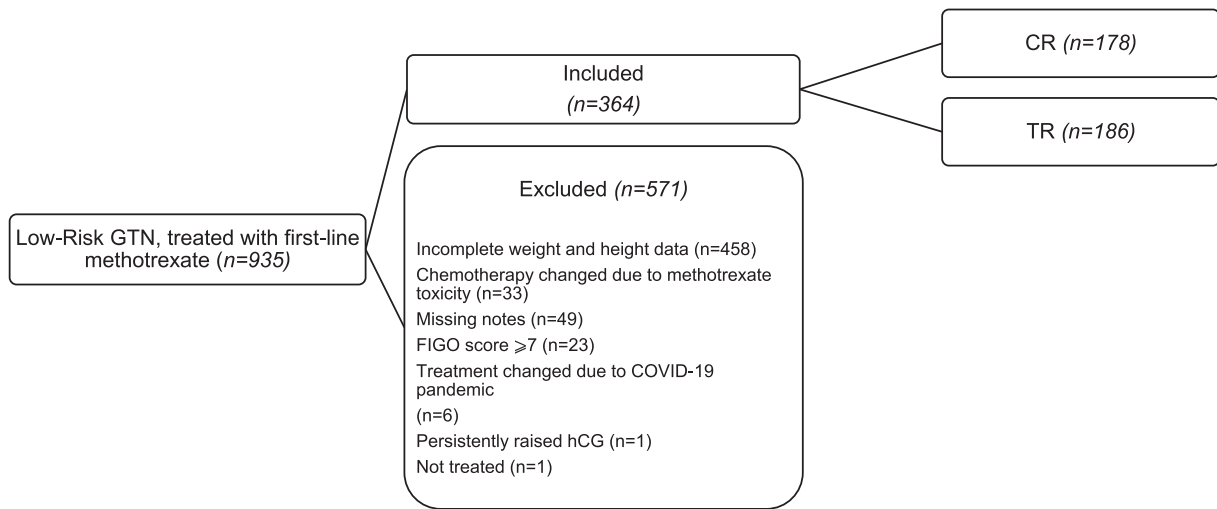 Low-Risk GTN, treated with first-line
methotrexate (n=935)
Included
(n=364)
CR (n=178)
TR (n=186)
Excluded (n=571)
Incomplete weight and height data (n=458)
Chemotherapy changed due to methotrexate
toxicity (n=33)
Missing notes (n=49)
FIGO score ⩾7 (n=23)
Treatment changed due to COVID-19
pandemic
(n=6)
Persistently raised hCG (n=1)
Not treated (n=1)